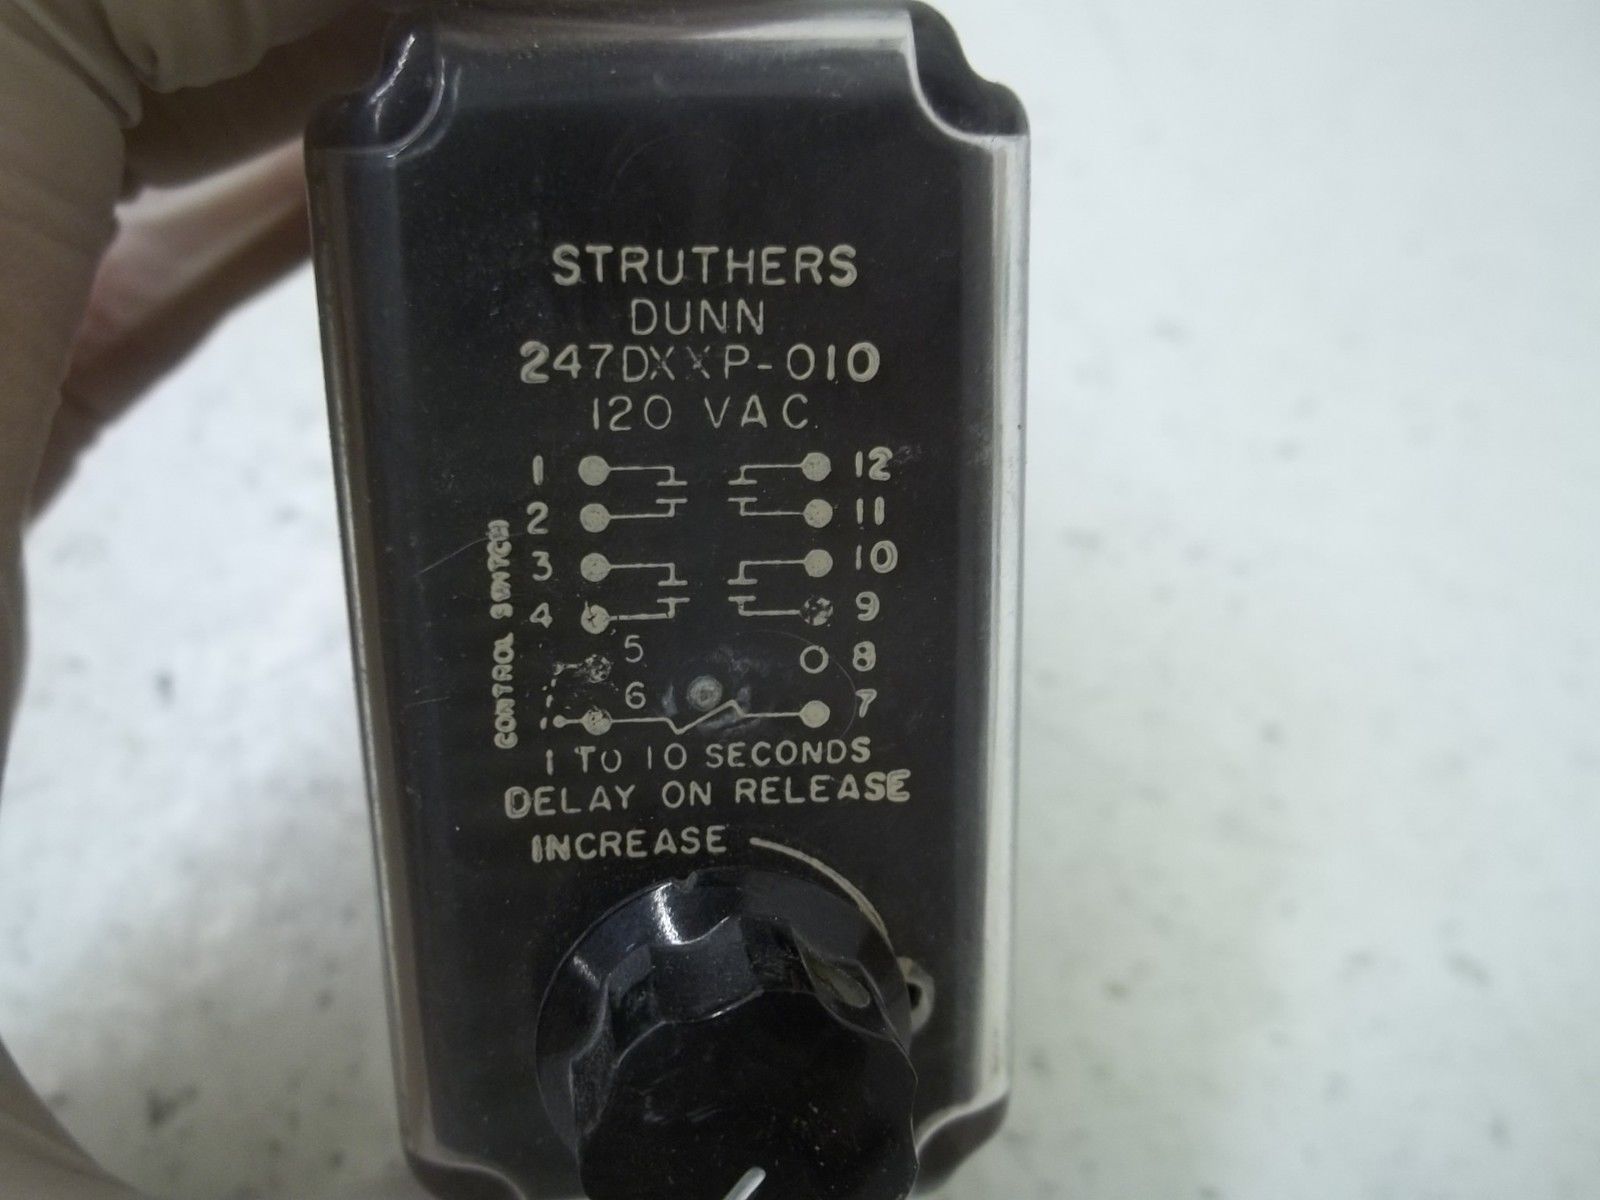 STRUTHERS
DUNN
247DXXP-010
120 VAC
1 12
2 11
3 10
4 9
5 8
6 7
CONTROL SWITCH
1 TO 10 SECONDS
DELAY ON RELEASE
INCREASE